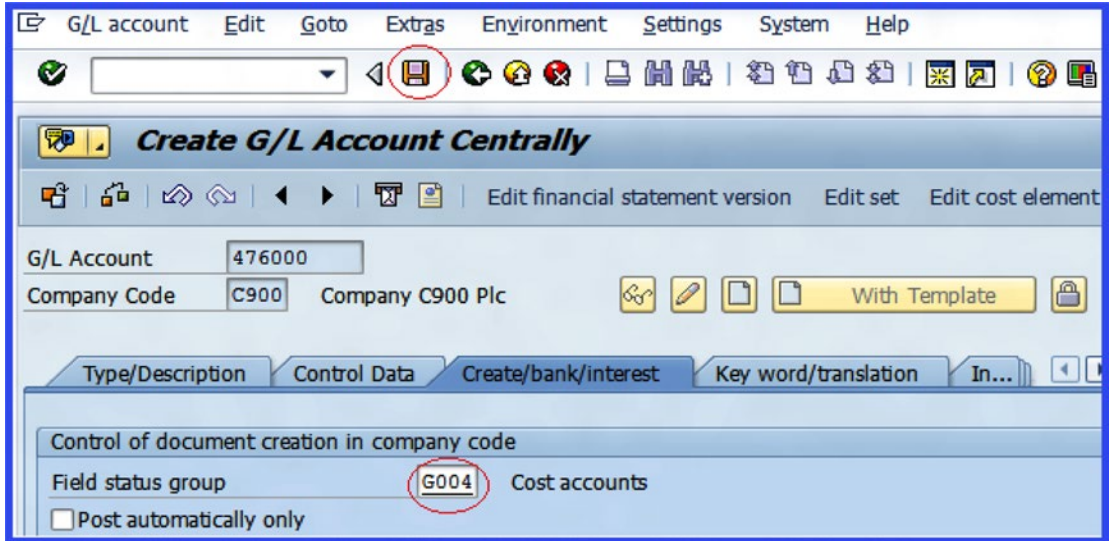 G/L account Edit Goto Extras Environment Settings System Help
Create G/L Account Centrally
Edit financial statement version Edit set Edit cost element
G/L Account 476000
Company Code C900 Company C900 Plc With Template
Type/Description Control Data Create/bank/interest Key word/translation In...
Control of document creation in company code
Field status group G004 Cost accounts
Post automatically only